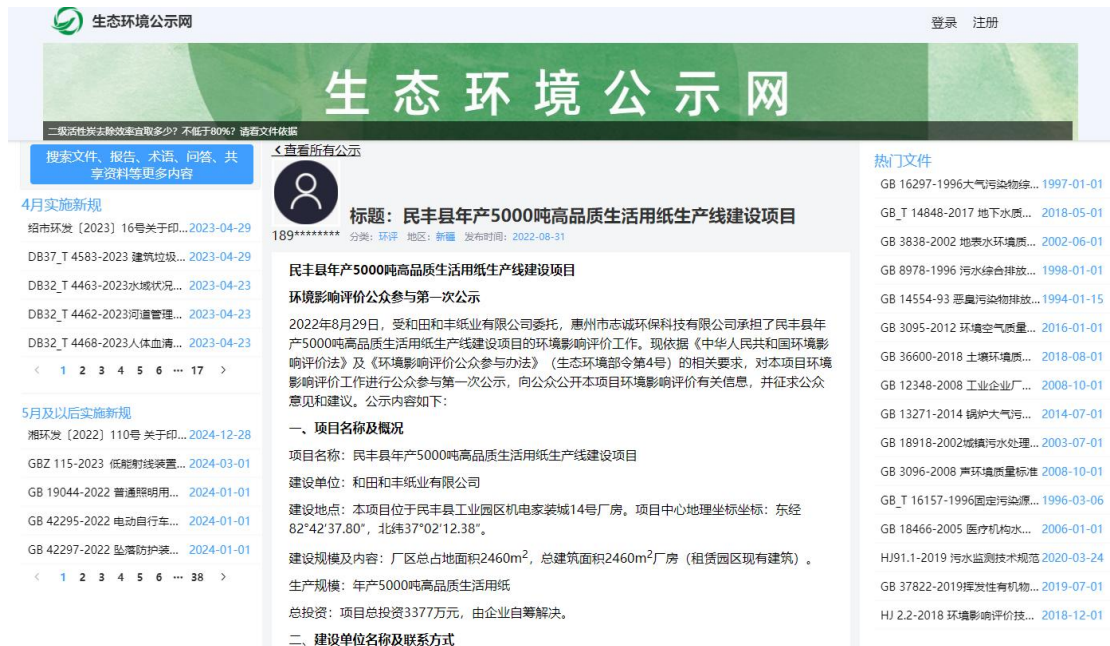 生态环境公示网
登录 注册
生态环境公示网
二级活性炭去除效率宜取多少？不低于80%？请看文件依据
搜索文件、报告、术语、问答、共
享资料等更多内容
4月实施新规
绍市环发〔2023〕16号关于印... 2023-04-29
DB37_T 4583-2023 建筑垃圾... 2023-04-29
DB32_T 4463-2023水域状况... 2023-04-23
DB32_T 4462-2023河道管理... 2023-04-23
DB32_T 4468-2023人体血清... 2023-04-23
< 1 2 3 4 5 6 ··· 17 >
5月及以后实施新规
湘环发〔2022〕110号 关于印... 2024-12-28
GBZ 115-2023 低能射线装置... 2024-03-01
GB 19044-2022 普通照明用... 2024-01-01
GB 42295-2022 电动自行车... 2024-01-01
GB 42297-2022 坠落防护装... 2024-01-01
< 1 2 3 4 5 6 ··· 38 >
<查看所有公示
标题：民丰县年产5000吨高品质生活用纸生产线建设项目
189******** 分类：环评 地区：新疆 发布时间：2022-08-31
民丰县年产5000吨高品质生活用纸生产线建设项目
环境影响评价公众参与第一次公示
2022年8月29日，受和田和丰纸业有限公司委托，惠州市志诚环保科技有限公司承担了民丰县年
产5000吨高品质生活用纸生产线建设项目的环境影响评价工作。现依据《中华人民共和国环境影
响评价法》及《环境影响评价公众参与办法》（生态环境部令第4号）的相关要求，对本项目环境
影响评价工作进行公众参与第一次公示，向公众公开本项目环境影响评价有关信息，并征求公众
意见和建议。公示内容如下：
一、项目名称及概况
项目名称：民丰县年产5000吨高品质生活用纸生产线建设项目
建设单位：和田和丰纸业有限公司
建设地点：本项目位于民丰县工业园区机电家装城14号厂房。项目中心地理坐标坐标：东经
82°42'37.80"，北纬37°02'12.38"。
建设规模及内容：厂区总占地面积2460m²，总建筑面积2460m²厂房（租赁园区现有建筑）。
生产规模：年产5000吨高品质生活用纸
总投资：项目总投资3377万元，由企业自筹解决。
二、建设单位名称及联系方式
热门文件
GB 16297-1996大气污染物综... 1997-01-01
GB_T 14848-2017 地下水质... 2018-05-01
GB 3838-2002 地表水环境质... 2002-06-01
GB 8978-1996 污水综合排放... 1998-01-01
GB 14554-93 恶臭污染物排放... 1994-01-15
GB 3095-2012 环境空气质量... 2016-01-01
GB 36600-2018 土壤环境质... 2018-08-01
GB 12348-2008 工业企业厂... 2008-10-01
GB 13271-2014 锅炉大气污... 2014-07-01
GB 18918-2002城镇污水处理... 2003-07-01
GB 3096-2008 声环境质量标准 2008-10-01
GB_T 16157-1996固定污染源... 1996-03-06
GB 18466-2005 医疗机构水... 2006-01-01
HJ91.1-2019 污水监测技术规范 2020-03-24
GB 37822-2019挥发性有机物... 2019-07-01
HJ 2.2-2018 环境影响评价技... 2018-12-01